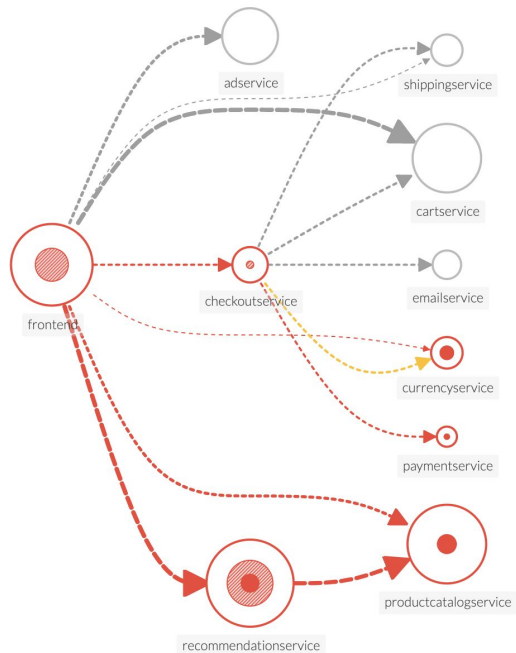 adservice
shippingservice
cartservice
frontend
checkoutservice
emailservice
currencyservice
paymentservice
productcatalogservice
recommendationservice